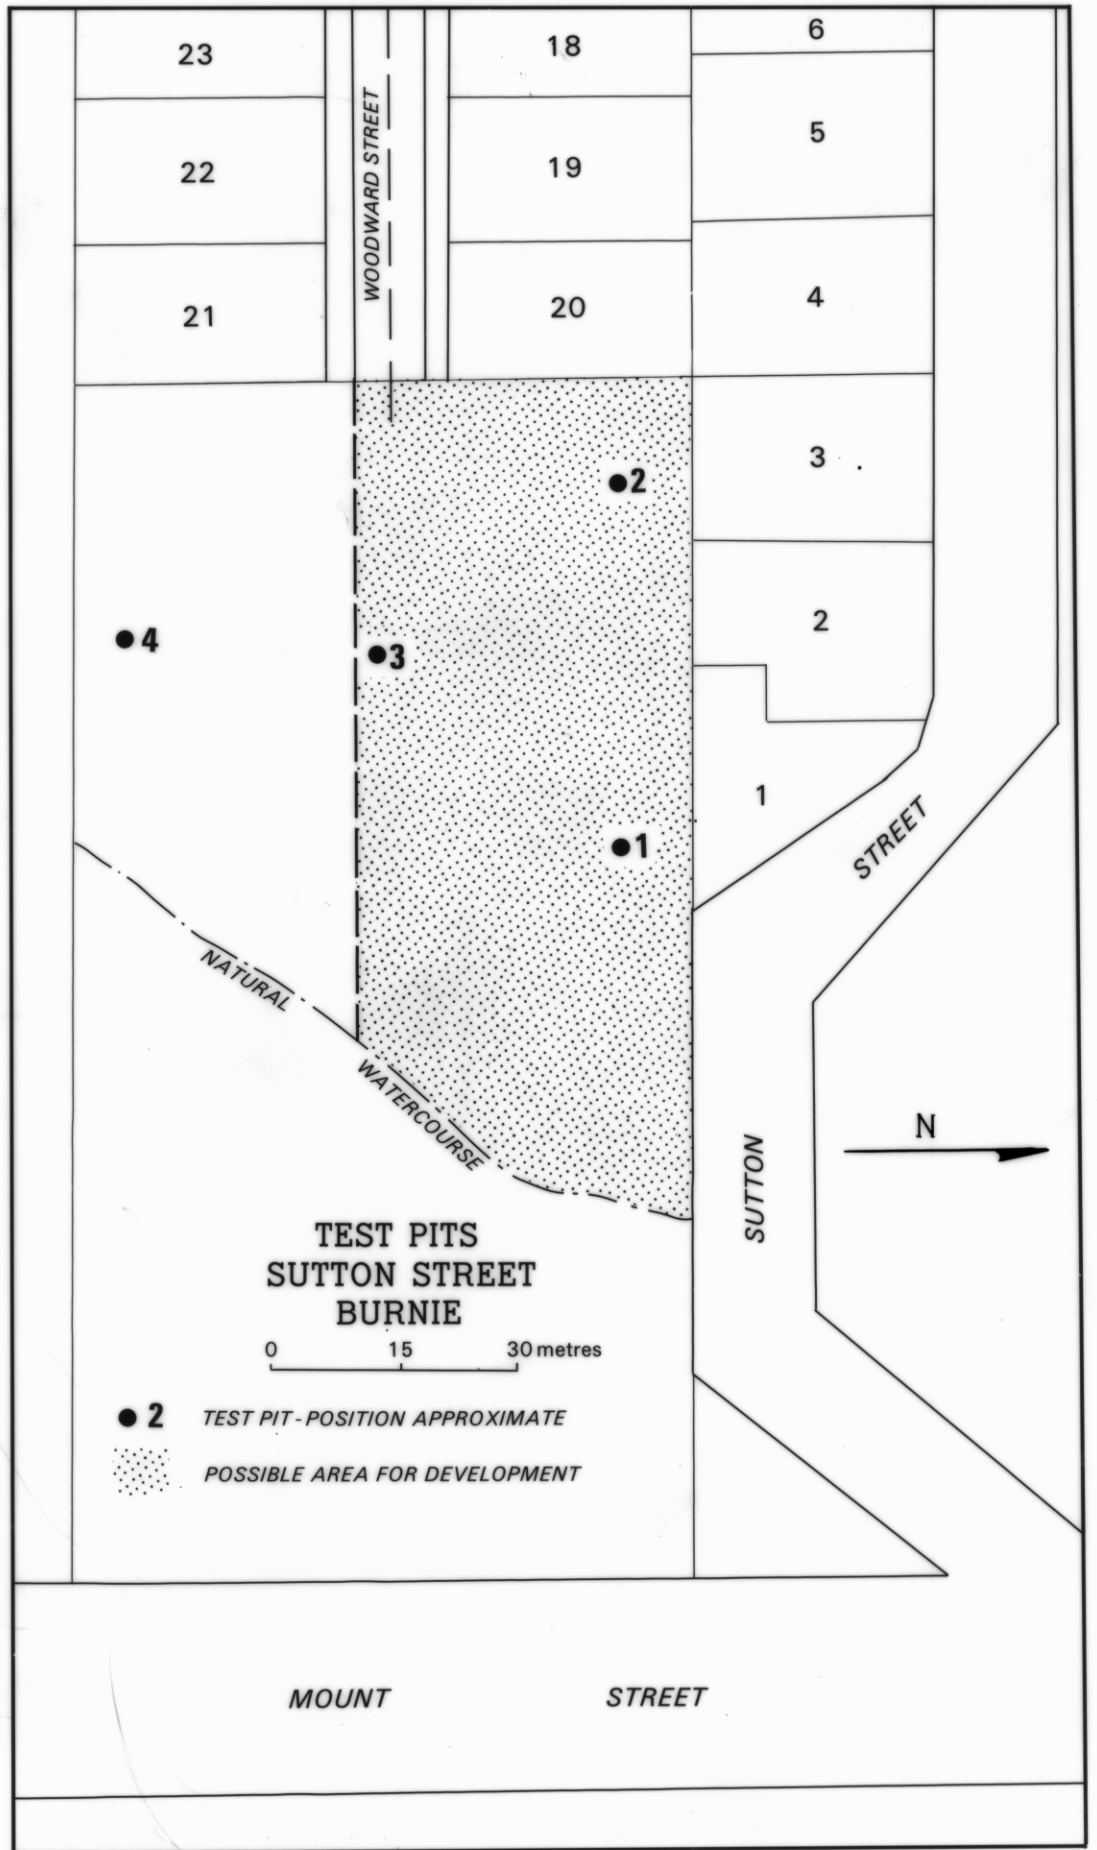 23
18
6
22
WOODWARD STREET
19
5
21
20
4
2
3
4
3
2
1
1
STREET
NATURAL
WATERCOURSE
SUTTON
N
TEST PITS
SUTTON STREET
BURNIE
0 15 30 metres
2 TEST PIT-POSITION APPROXIMATE
POSSIBLE AREA FOR DEVELOPMENT
MOUNT STREET